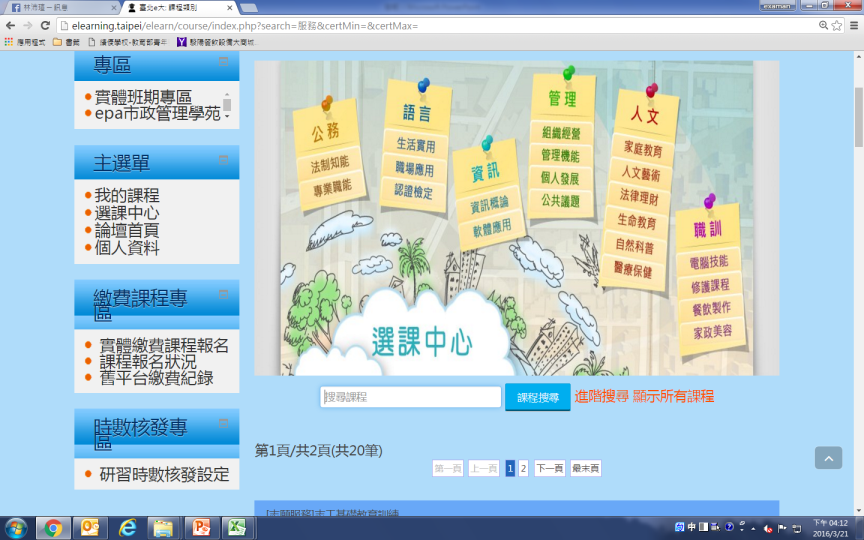 examan
臺北e大: 課程類別
elearning.taipei/elearn/course/index.php?search=服務&certMin=&certMax=
應用程式
書籤
專區
實體班期專區
epa市政管理學苑
主選單
我的課程
選課中心
論壇首頁
個人資料
繳費課程專區
實體繳費課程報名
課程報名狀況
舊平台繳費紀錄
時數核發專區
研習時數核發設定
公務
法制知能
專業職能
語言
生活實用
職場應用
認證檢定
資訊
資訊概論
軟體應用
管理
組織經營
管理機能
個人發展
公共議題
人文
家庭教育
人文藝術
法律理財
生命教育
自然科普
醫療保健
職訓
電腦技能
修護課程
餐飲製作
家政美容
選課中心
搜尋課程
課程搜尋
進階搜尋 顯示所有課程
第1頁/共2頁(共20筆)
第一頁 上一頁 1 2 下一頁 最末頁
[志願服務]志工基礎教育訓練
中
下午 04:12
2016/3/21